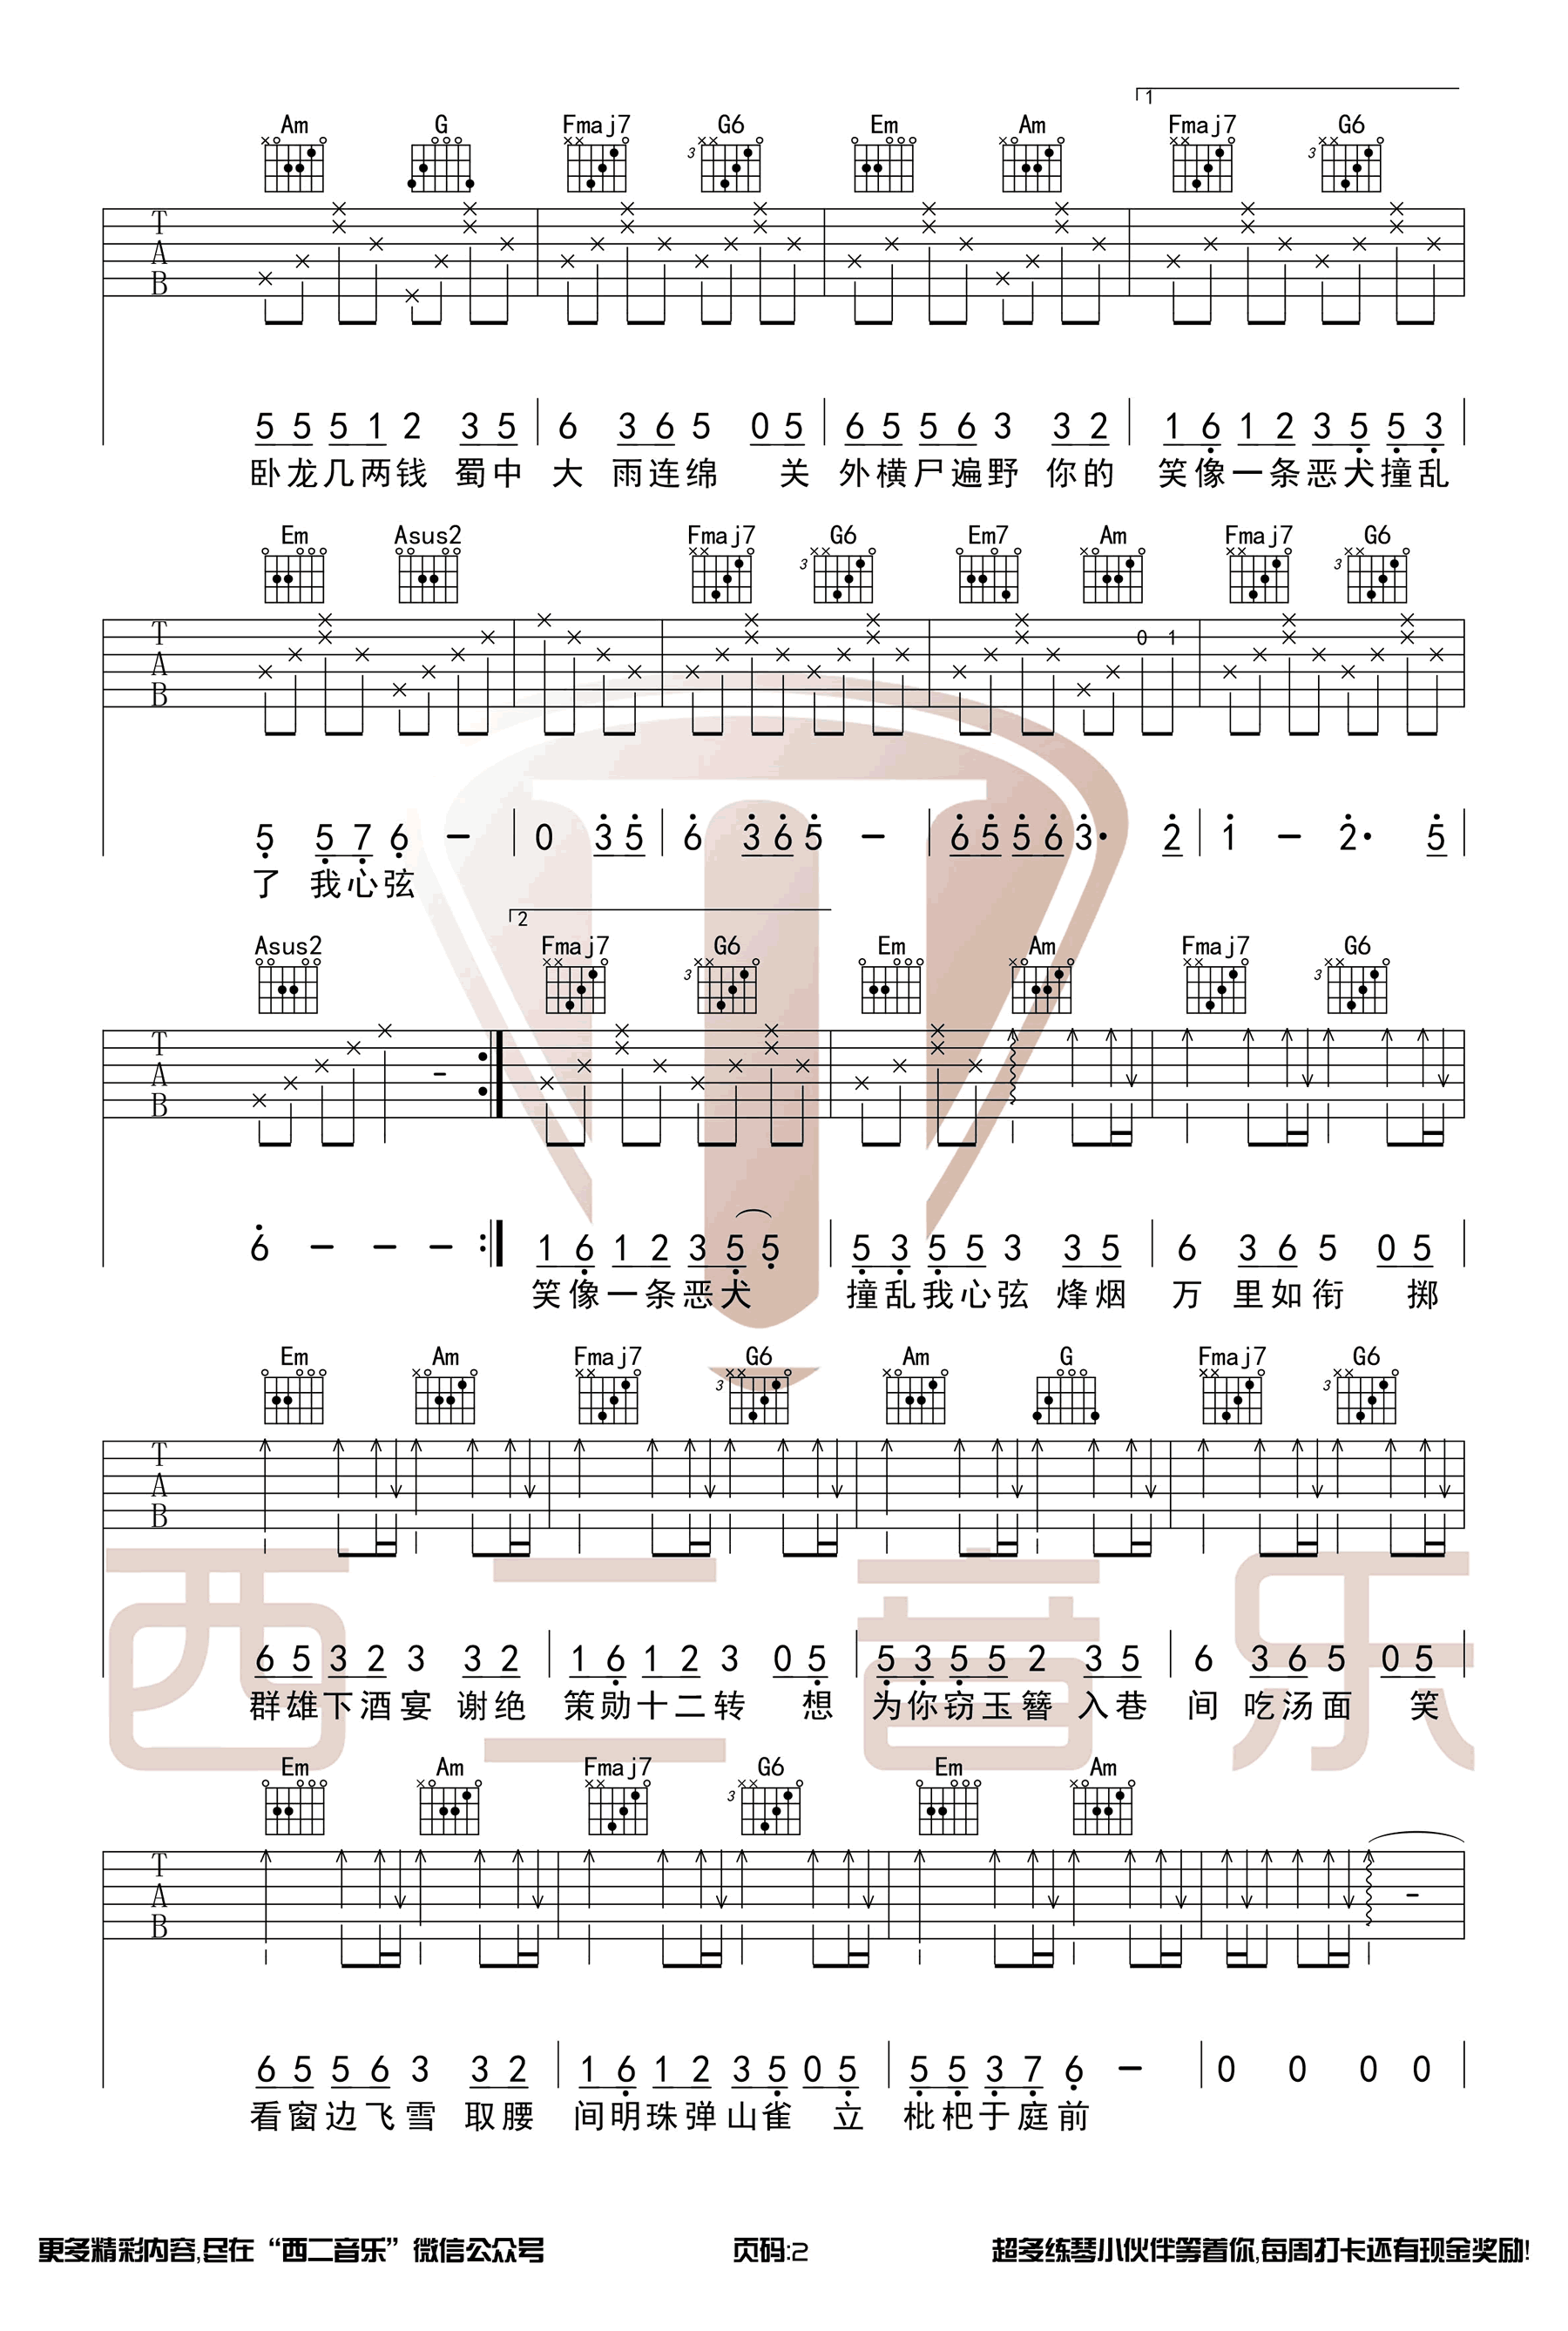 1
Am G Fmaj7 G6 Em Am Fmaj7 G6
3 3
T
A
B
5 5 5 1 2 3 5 6 3 6 5 0 5 6 5 5 6 3 3 2 1 6 1 2 3 5 5 3
卧龙几两钱 蜀中 大 雨连绵 关 外横尸遍野 你的 笑像一条恶犬撞乱
Em Asus2 Fmaj7 G6 Em7 Am Fmaj7 G6
3 3
T
A
B
0 1
5 5 7 6 – 0 3 5 6 3 6 5 – 6 5 5 6 3· 2 1 – 2· 5
了 我心弦
2
Asus2 Fmaj7 G6 Em Am Fmaj7 G6
3 3
T
A
B
–
6 – – – 1 6 1 2 3 5 5 5 3 5 5 3 3 5 6 3 6 5 0 5
笑像一条恶犬 撞乱我心弦 烽烟 万 里如衔 掷
Em Am Fmaj7 G6 Am G Fmaj7 G6
3 3
T
A
B
6 5 3 2 3 3 2 1 6 1 2 3 0 5 5 3 5 5 2 3 5 6 3 6 5 0 5
群雄下酒宴 谢绝 策勋十二转 想 为你窃玉簪 入巷 间 吃汤面 笑
西二音乐
Em Am Fmaj7 G6 Em Am
3
T
A
B
–
6 5 5 6 3 3 2 1 6 1 2 3 5 0 5 5 5 3 7 6 – 0 0 0 0
看窗边飞雪 取腰 间明珠弹山雀 立 枇杷于庭前
更多精彩内容,尽在“西二音乐”微信公众号 页码:2 超多练琴小伙伴等着你,每周打卡还有现金奖励!